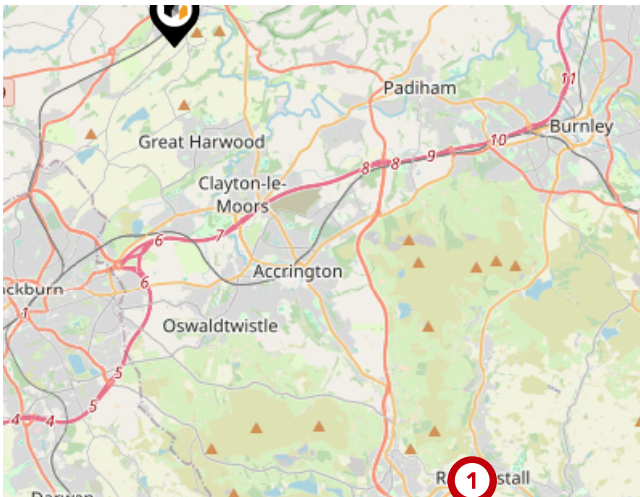 11
Padiham
Burnley
10
9
8
8
Great Harwood
Clayton-le-
Moors
7
6
6
Accrington
ckburn
1
Oswaldtwistle
5
5
4
4
R
stall
1